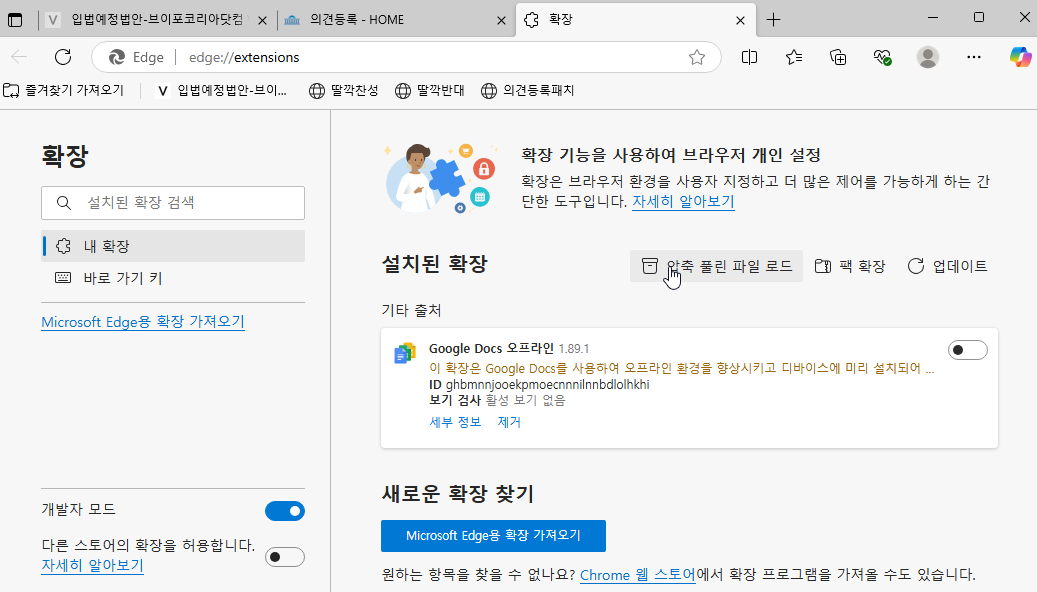 V 입법예정법안-브이포코리아닷컴
의견등록 - HOME
확장
Edge
edge://extensions
즐겨찾기 가져오기
V 입법예정법안-브이...
딸깍찬성
딸깍반대
의견등록패치
확장
설치된 확장 검색
내 확장
바로 가기 키
Microsoft Edge용 확장 가져오기
개발자 모드
다른 스토어의 확장을 허용합니다.
자세히 알아보기
확장 기능을 사용하여 브라우저 개인 설정
확장은 브라우저 환경을 사용자 지정하고 더 많은 제어를 가능하게 하는 간
단한 도구입니다. 자세히 알아보기
설치된 확장
압축 풀린 파일 로드
팩 확장
업데이트
기타 출처
Google Docs 오프라인 1.89.1
이 확장은 Google Docs를 사용하여 오프라인 환경을 향상시키고 디바이스에 미리 설치되어 ...
ID ghbmnnjooekpmoecnnnilnnbdlolhkhi
보기 검사 활성 보기 없음
세부 정보 제거
새로운 확장 찾기
Microsoft Edge용 확장 가져오기
원하는 항목을 찾을 수 없나요? Chrome 웹 스토어에서 확장 프로그램을 가져올 수도 있습니다.